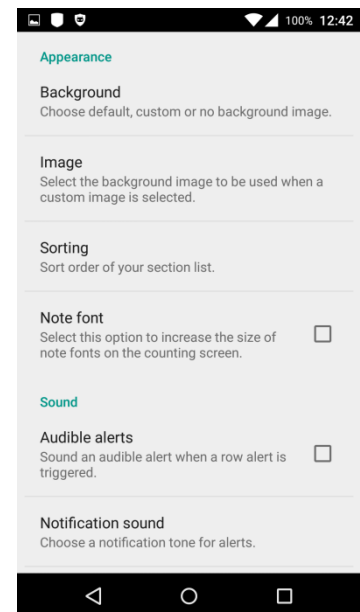 100% 12:42
Appearance
Background
Choose default, custom or no background image.
Image
Select the background image to be used when a
custom image is selected.
Sorting
Sort order of your section list.
Note font
Select this option to increase the size of
note fonts on the counting screen.
Sound
Audible alerts
Sound an audible alert when a row alert is
triggered.
Notification sound
Choose a notification tone for alerts.